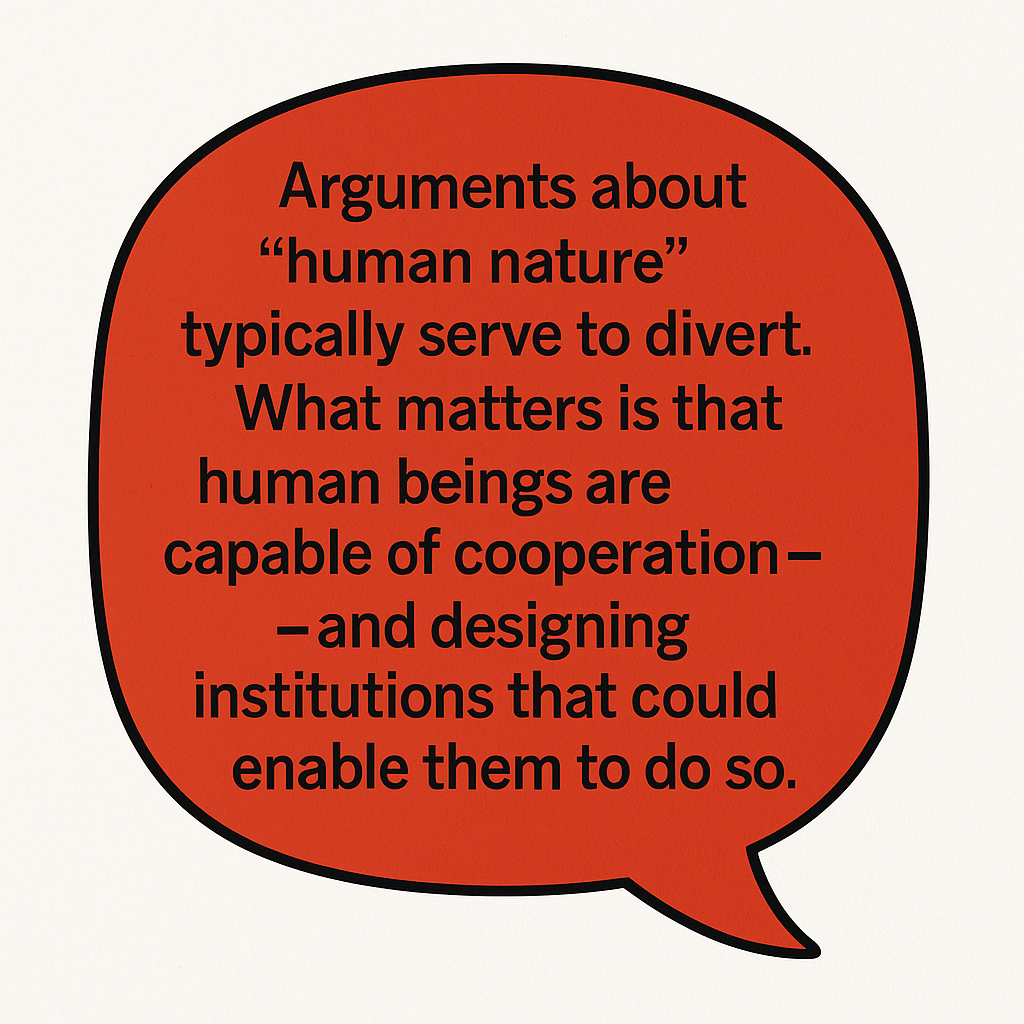 Arguments about
“human nature”
typically serve to divert.
What matters is that
human beings are
capable of cooperation–
–and designing
institutions that could
enable them to do so.